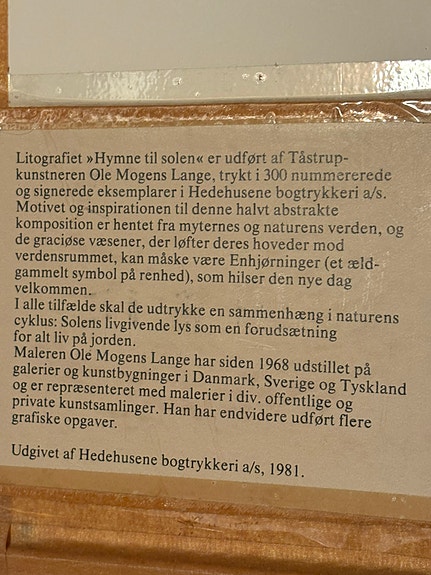 Litografiet »Hymne til solen« er udført af Tåstrup-
kunstneren Ole Mogens Lange, trykt i 300 nummererede
og signerede eksemplarer i Hedehusene bogtrykkeri a/s.
Motivet og inspirationen til denne halvt abstrakte
komposition er hentet fra myternes og naturens verden, og
de graciøse væsener, der løfter deres hoveder mod
verdensrummet, kan måske være Enhjørninger (et æld-
gammelt symbol på renhed), som hilser den nye dag
velkommen.
I alle tilfælde skal de udtrykke en sammenhæng i naturens
cyklus: Solens livgivende lys som en forudsætning
for alt liv på jorden.
Maleren Ole Mogens Lange har siden 1968 udstillet på
gallerier og kunstbygninger i Danmark, Sverige og Tyskland
og er repræsenteret med malerier i div. offentlige og
private kunstsamlinger. Han har endvidere udført flere
grafiske opgaver.
Udgivet af Hedehusene bogtrykkeri a/s, 1981.